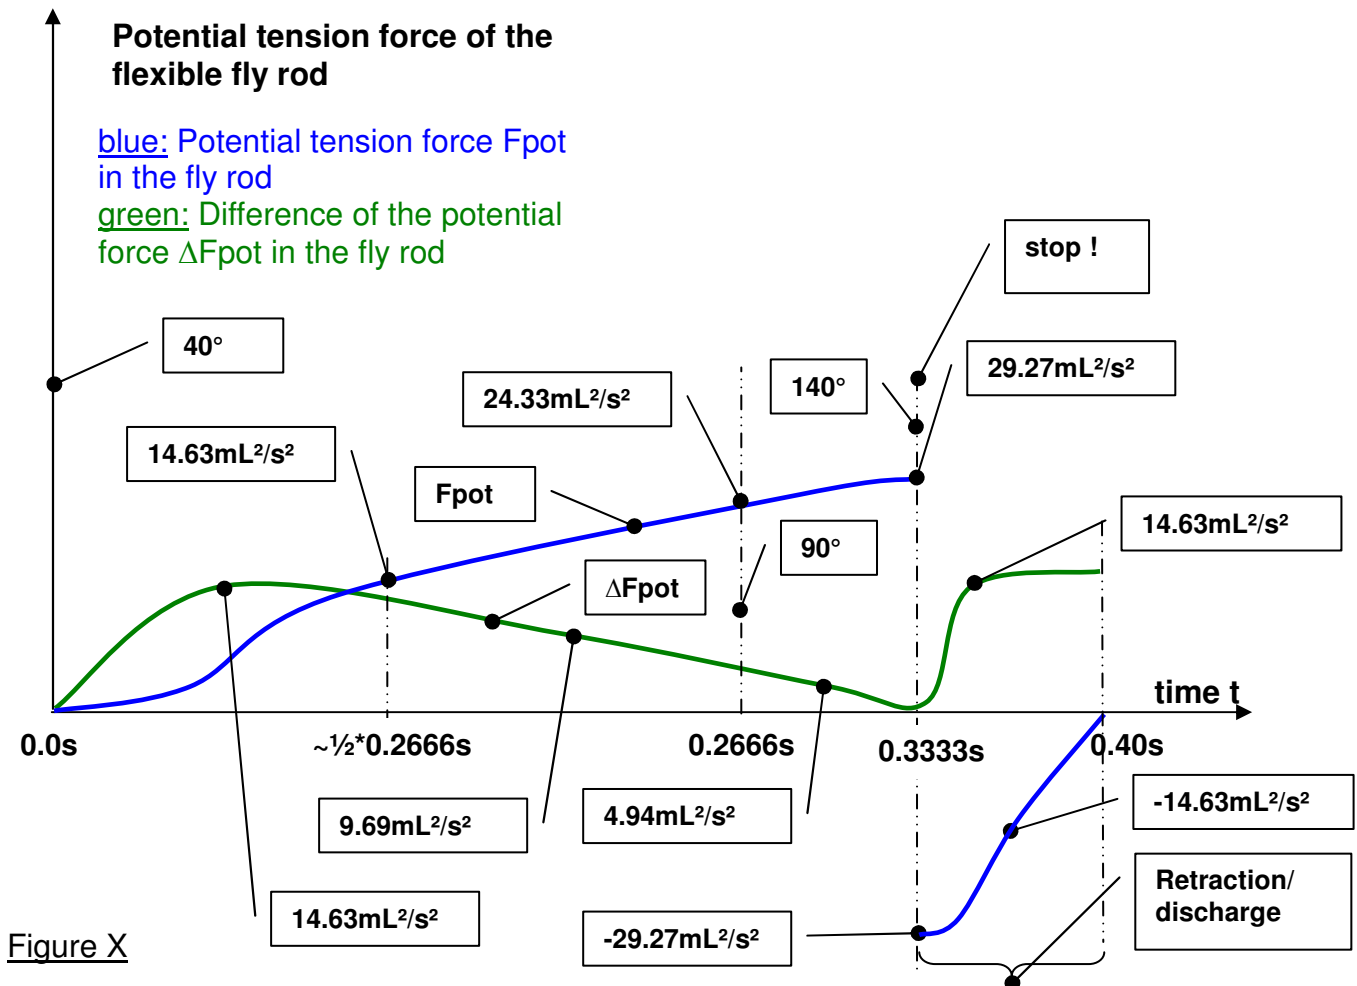 Potential tension force of the
flexible fly rod
blue: Potential tension force Fpot
in the fly rod
green: Difference of the potential
force ΔFpot in the fly rod
stop !
40°
140°
29.27mL²/s²
24.33mL²/s²
14.63mL²/s²
Fpot
14.63mL²/s²
90°
ΔFpot
time t
0.0s
~½*0.2666s
0.2666s
0.3333s
0.40s
9.69mL²/s²
4.94mL²/s²
-14.63mL²/s²
14.63mL²/s²
-29.27mL²/s²
Retraction/
discharge
Figure X